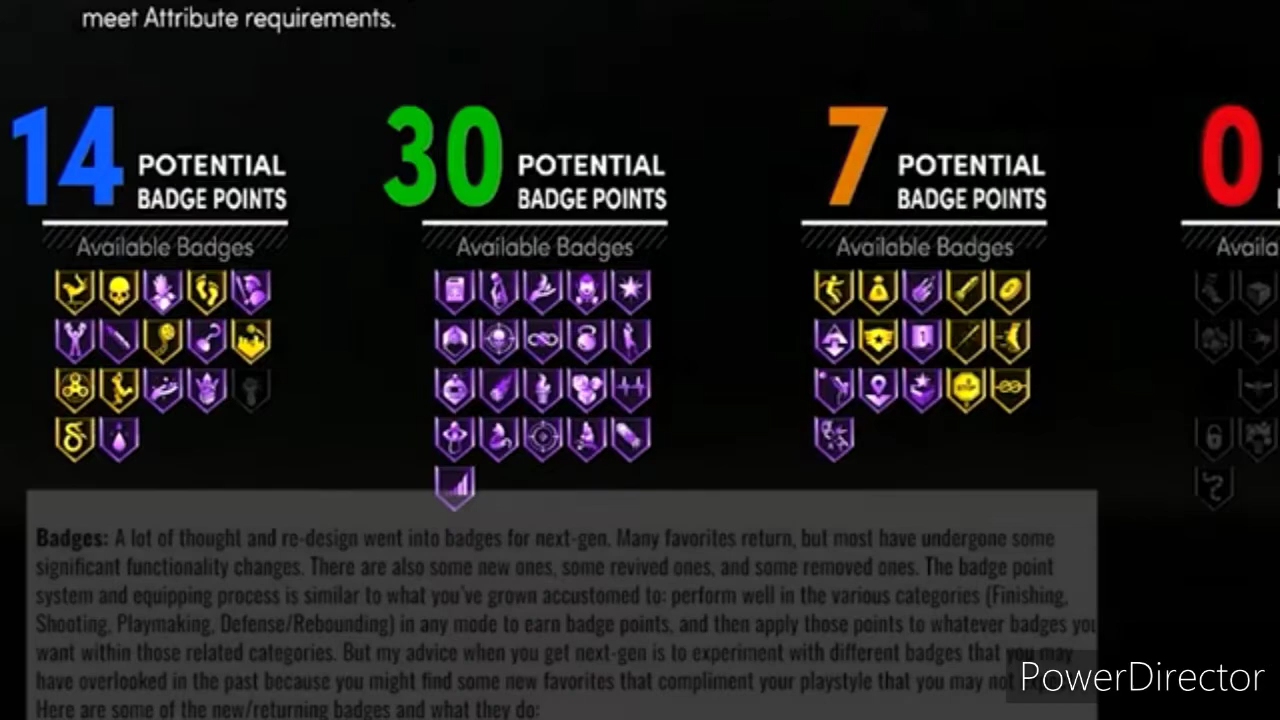 meet Attribute requirements.
14 POTENTIAL BADGE POINTS
Available Badges
30 POTENTIAL BADGE POINTS
Available Badges
7 POTENTIAL BADGE POINTS
Available Badges
0
Availa
STOP
Badges: A lot of thought and re-design went into badges for next-gen. Many favorites return, but most have undergone some
significant functionality changes. There are also some new ones, some revived ones, and some removed ones. The badge point
system and equipping process is similar to what you've grown accustomed to: perform well in the various categories (Finishing,
Shooting, Playmaking, Defense/Rebounding) in any mode to earn badge points, and then apply those points to whatever badges you
want within those related categories. But my advice when you get next-gen is to experiment with different badges that you may
have overlooked in the past because you might find some new favorites that compliment your playstyle that you may not
Here are some of the new/returning badges and what they do:
PowerDirector